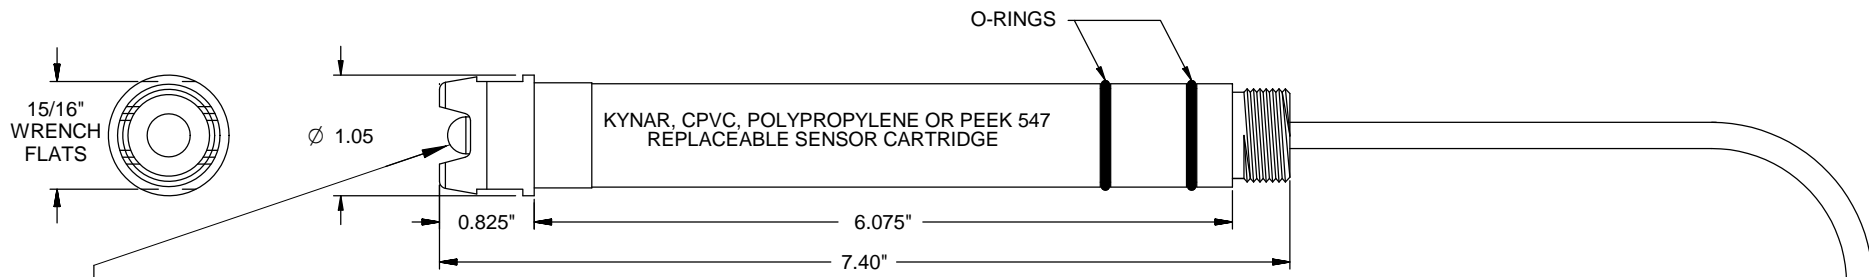 O-RINGS
15/16"
WRENCH
FLATS
Ø 1.05
KYNAR, CPVC, POLYPROPYLENE OR PEEK 547
REPLACEABLE SENSOR CARTRIDGE
0.825"
6.075"
7.40"